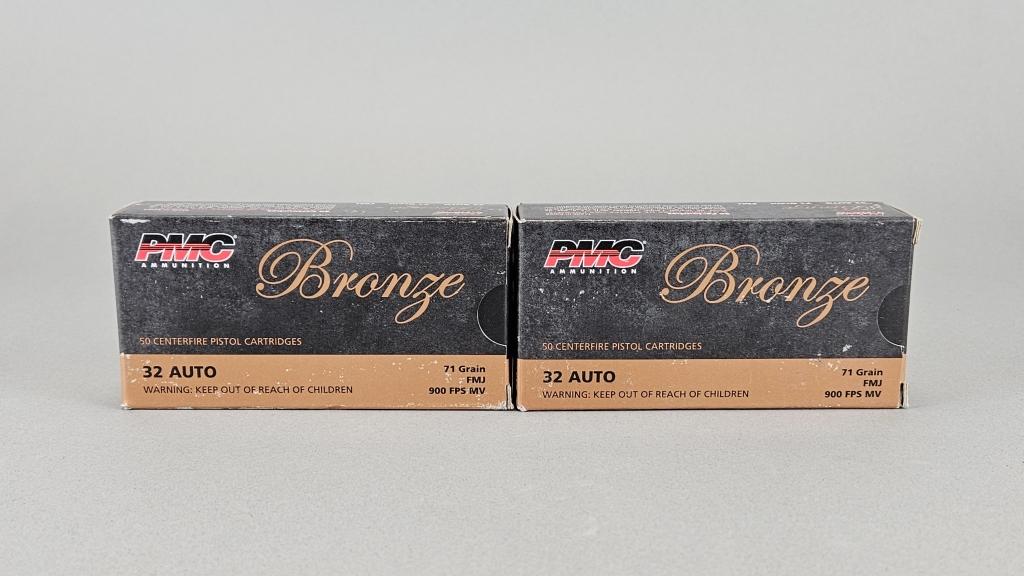 PMC
AMMUNITION
Bronze
50 CENTERFIRE PISTOL CARTRIDGES
32 AUTO
WARNING: KEEP OUT OF REACH OF CHILDREN
71 Grain
FMJ
900 FPS MV
PMC
AMMUNITION
Bronze
50 CENTERFIRE PISTOL CARTRIDGES
32 AUTO
WARNING: KEEP OUT OF REACH OF CHILDREN
71 Grain
FMJ
900 FPS MV